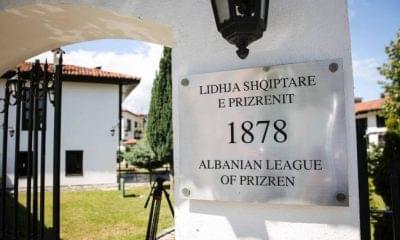 LIDHJA SHQIPTARE
E PRIZRENIT
1878
ALBANIAN LEAGUE
OF PRIZREN